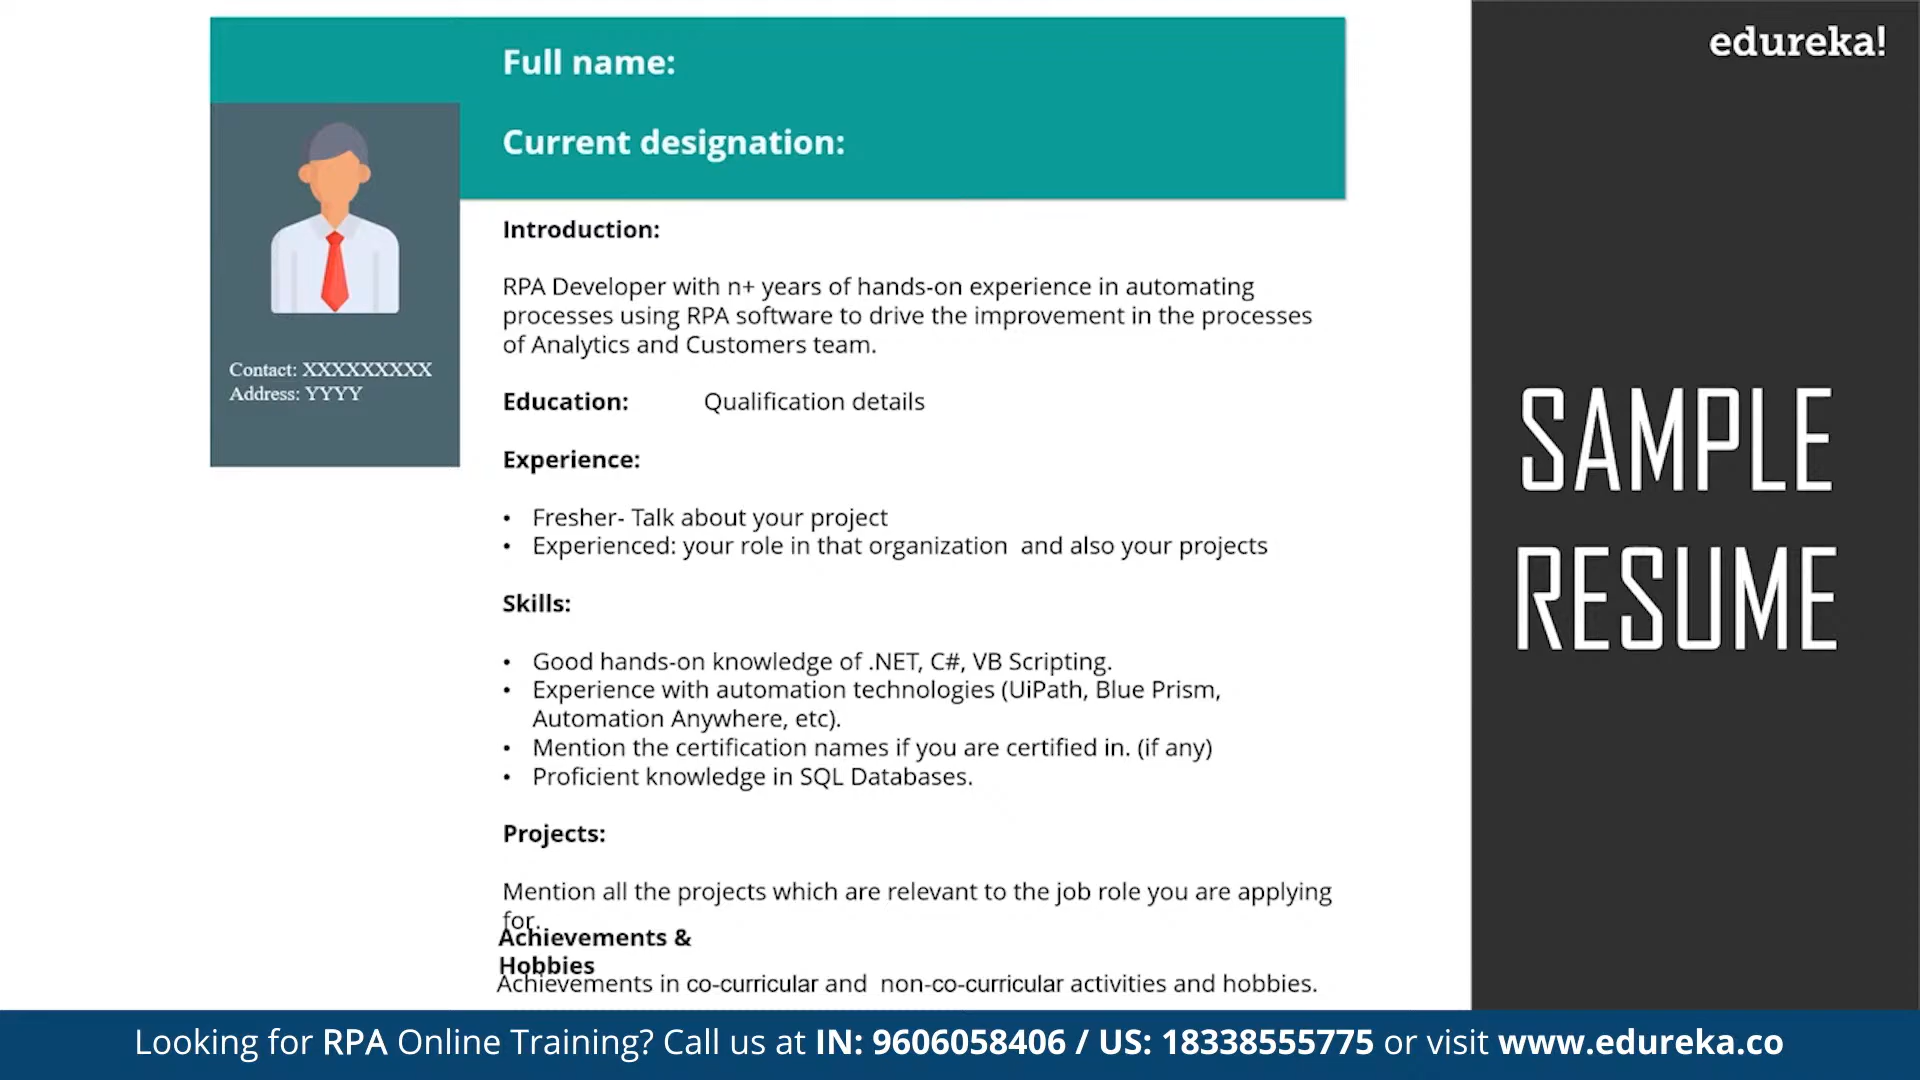 edureka!
Full name:
Current designation:
Contact: XXXXXXXXX
Address: YYYY
Introduction:
RPA Developer with n+ years of hands-on experience in automating
processes using RPA software to drive the improvement in the processes
of Analytics and Customers team.
Education: Qualification details
Experience:
• Fresher- Talk about your project
• Experienced: your role in that organization  and also your projects
Skills:
• Good hands-on knowledge of .NET, C#, VB Scripting.
• Experience with automation technologies (UiPath, Blue Prism,
Automation Anywhere, etc).
• Mention the certification names if you are certified in. (if any)
• Proficient knowledge in SQL Databases.
Projects:
Mention all the projects which are relevant to the job role you are applying
for.
Achievements &
Hobbies
Achievements in co-curricular and  non-co-curricular activities and hobbies.
SAMPLE
RESUME
Looking for RPA Online Training? Call us at IN: 9606058406 / US: 18338555775 or visit www.edureka.co